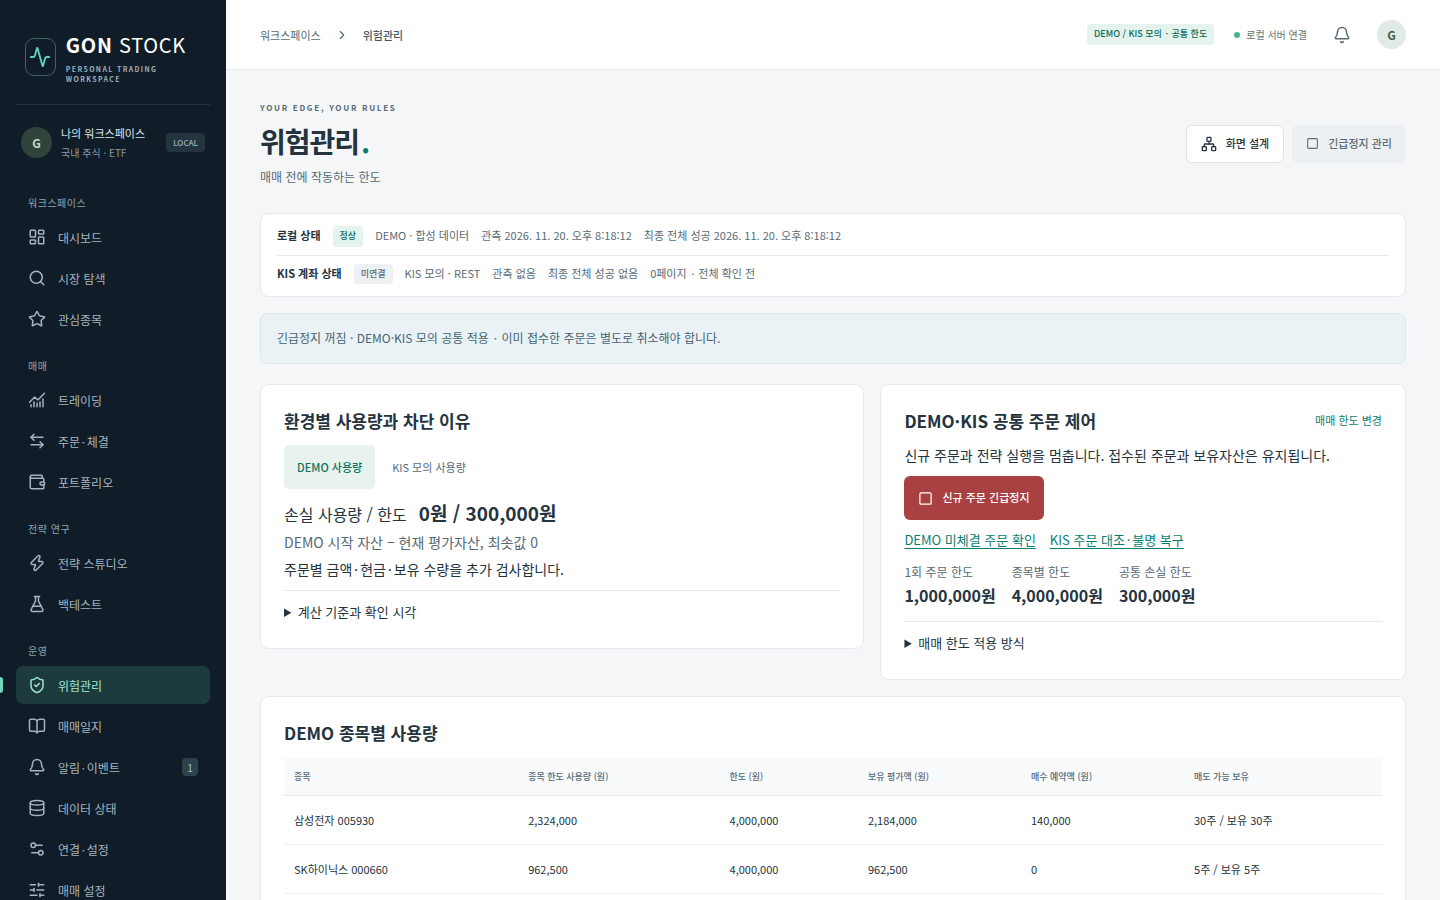 GON STOCK
PERSONAL TRADING
WORKSPACE
G
나의 워크스페이스
국내 주식 · ETF
LOCAL
워크스페이스
대시보드
시장 탐색
관심종목
매매
트레이딩
주문·체결
포트폴리오
전략 연구
전략 스튜디오
백테스트
운영
위험관리
매매일지
알림·이벤트
1
데이터 상태
연결·설정
매매 설정
워크스페이스 > 위험관리
DEMO / KIS 모의 · 공통 한도
로컬 서버 연결
G
YOUR EDGE, YOUR RULES
위험관리.
매매 전에 작동하는 한도
화면 설계
긴급정지 관리
로컬 상태 정상 DEMO · 합성 데이터 관측 2026. 11. 20. 오후 8:18:12 최종 전체 성공 2026. 11. 20. 오후 8:18:12
KIS 계좌 상태 미연결 KIS 모의 · REST 관측 없음 최종 전체 성공 없음 0페이지 · 전체 확인 전
긴급정지 꺼짐 · DEMO·KIS 모의 공통 적용 · 이미 접수한 주문은 별도로 취소해야 합니다.
환경별 사용량과 차단 이유
DEMO 사용량
KIS 모의 사용량
손실 사용량 / 한도 0원 / 300,000원
DEMO 시작 자산 − 현재 평가자산, 최솟값 0
주문별 금액·현금·보유 수량을 추가 검사합니다.
▶ 계산 기준과 확인 시각
DEMO·KIS 공통 주문 제어
매매 한도 변경
신규 주문과 전략 실행을 멈춥니다. 접수된 주문과 보유자산은 유지됩니다.
신규 주문 긴급정지
DEMO 미체결 주문 확인 KIS 주문 대조·불명 복구
1회 주문 한도 종목별 한도 공통 손실 한도
1,000,000원 4,000,000원 300,000원
▶ 매매 한도 적용 방식
DEMO 종목별 사용량
종목 종목 한도 사용량 (원) 한도 (원) 보유 평가액 (원) 매수 예약액 (원) 매도 가능 보유
삼성전자 005930 2,324,000 4,000,000 2,184,000 140,000 30주 / 보유 30주
SK하이닉스 000660 962,500 4,000,000 962,500 0 5주 / 보유 5주